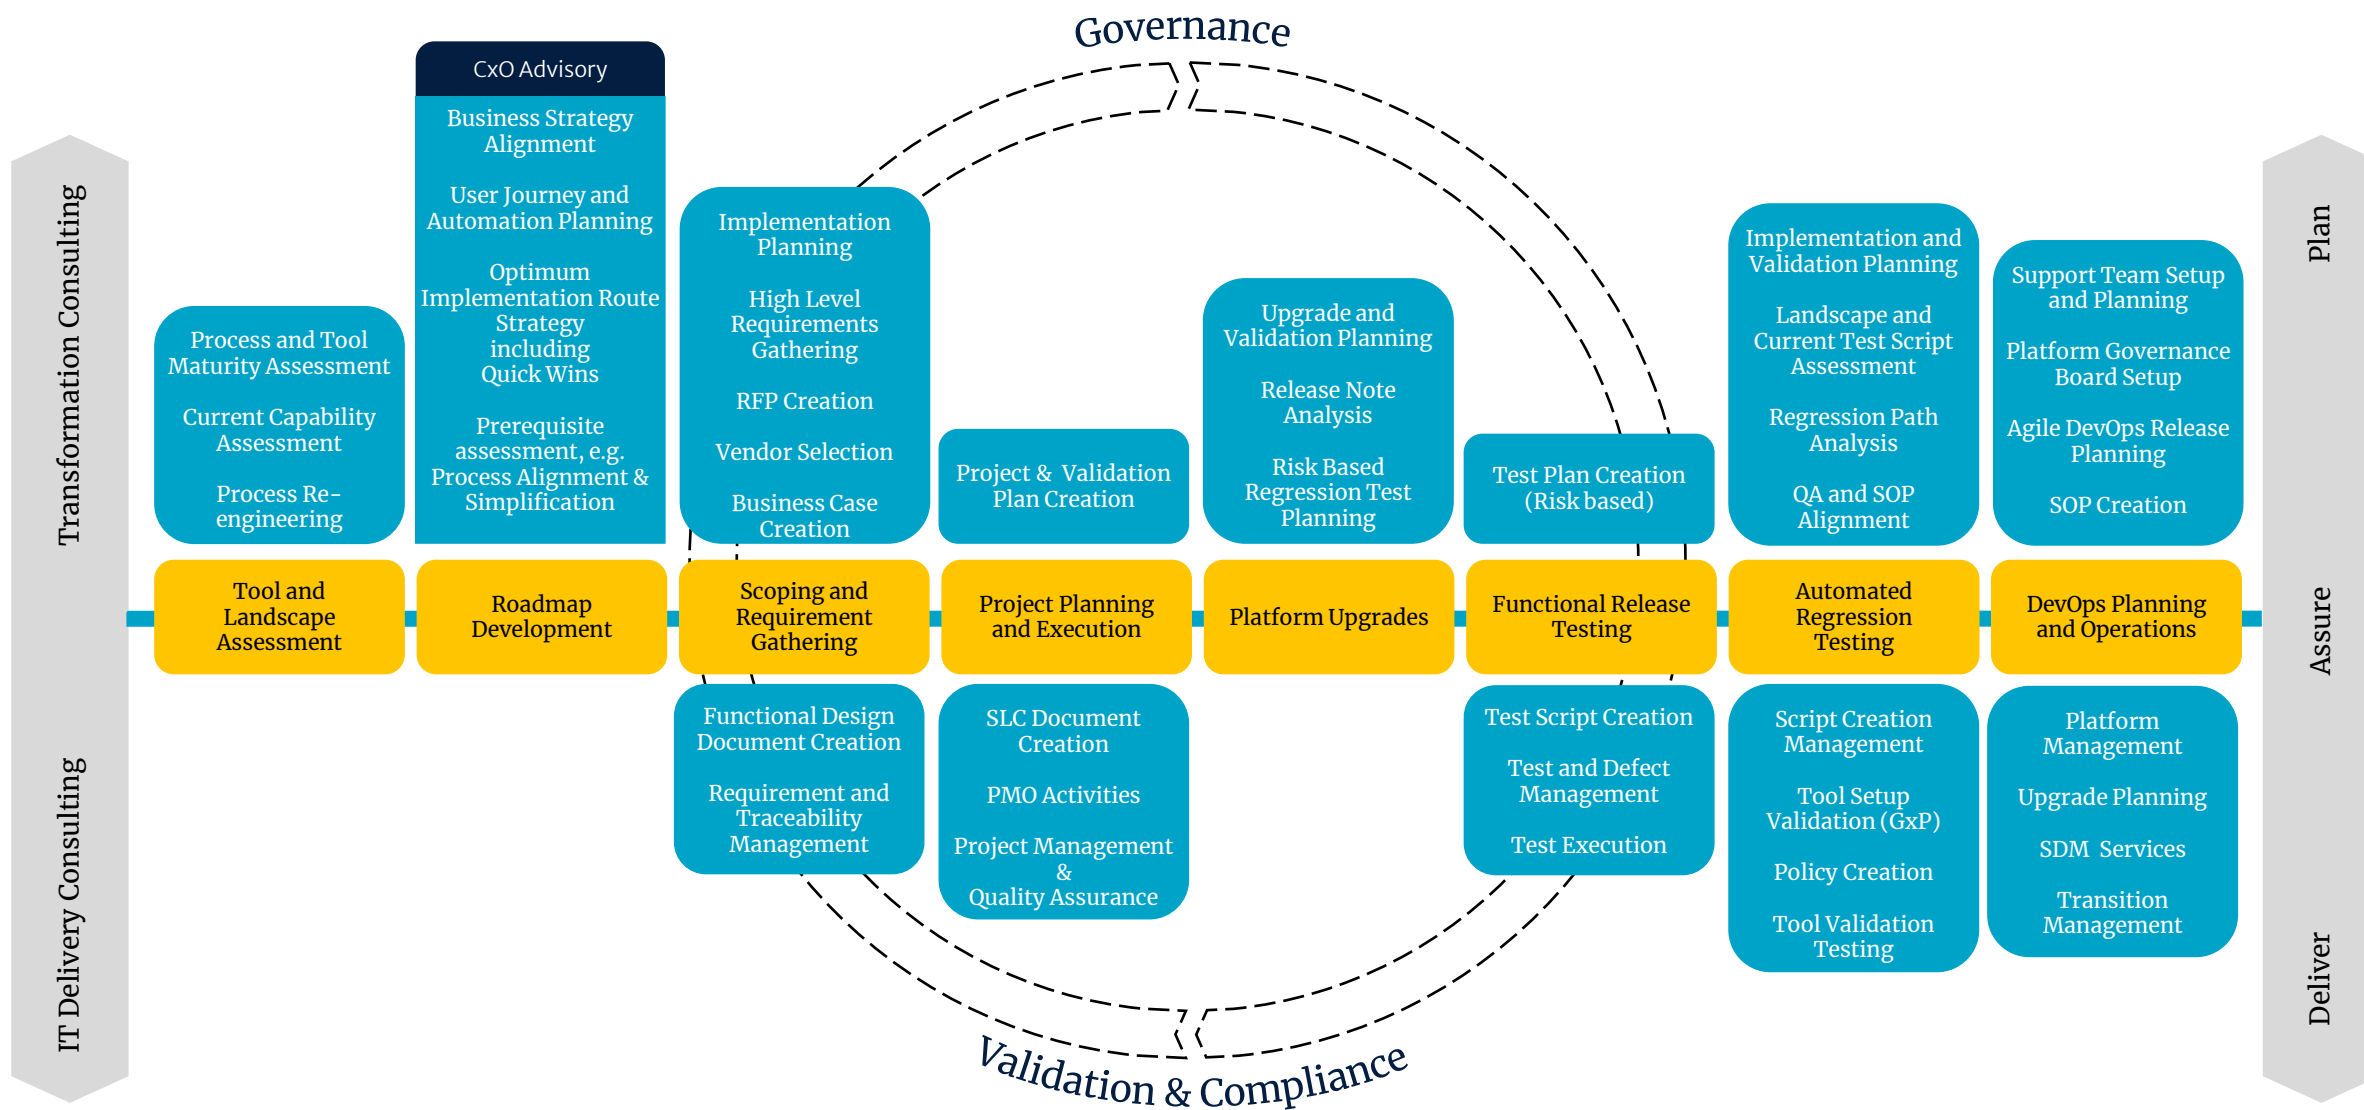 Governance
Transformation Consulting
IT Delivery Consulting
CxO Advisory
Business Strategy
Alignment
User Journey and
Automation Planning
Optimum
Implementation Route
Strategy
including
Quick Wins
Prerequisite
assessment, e.g.
Process Alignment &
Simplification
Process and Tool
Maturity Assessment
Current Capability
Assessment
Process Re-
engineering
Implementation
Planning
High Level
Requirements
Gathering
RFP Creation
Vendor Selection
Business Case
Creation
Project & Validation
Plan Creation
Upgrade and
Validation Planning
Release Note
Analysis
Risk Based
Regression Test
Planning
Test Plan Creation
(Risk based)
Implementation and
Validation Planning
Landscape and
Current Test Script
Assessment
Regression Path
Analysis
QA and SOP
Alignment
Support Team Setup
and Planning
Platform Governance
Board Setup
Agile DevOps Release
Planning
SOP Creation
Tool and
Landscape
Assessment
Roadmap
Development
Scoping and
Requirement
Gathering
Project Planning
and Execution
Platform Upgrades
Functional Release
Testing
Automated
Regression
Testing
DevOps Planning
and Operations
Functional Design
Document Creation
Requirement and
Traceability
Management
SLC Document
Creation
PMO Activities
Project Management
&
Quality Assurance
Test Script Creation
Test and Defect
Management
Test Execution
Script Creation
Management
Tool Setup
Validation (GxP)
Policy Creation
Tool Validation
Testing
Platform
Management
Upgrade Planning
SDM Services
Transition
Management
Plan
Assure
Deliver
Validation & Compliance